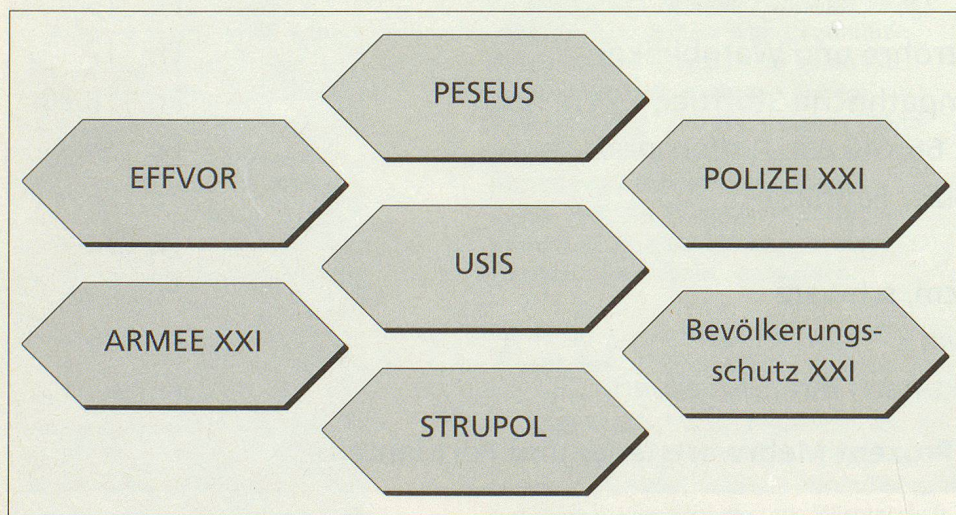 PESEUS
EFFVOR
POLIZEI XXI
USIS
ARMEE XXI
Bevölkerungs-
schutz XXI
STRUPOL